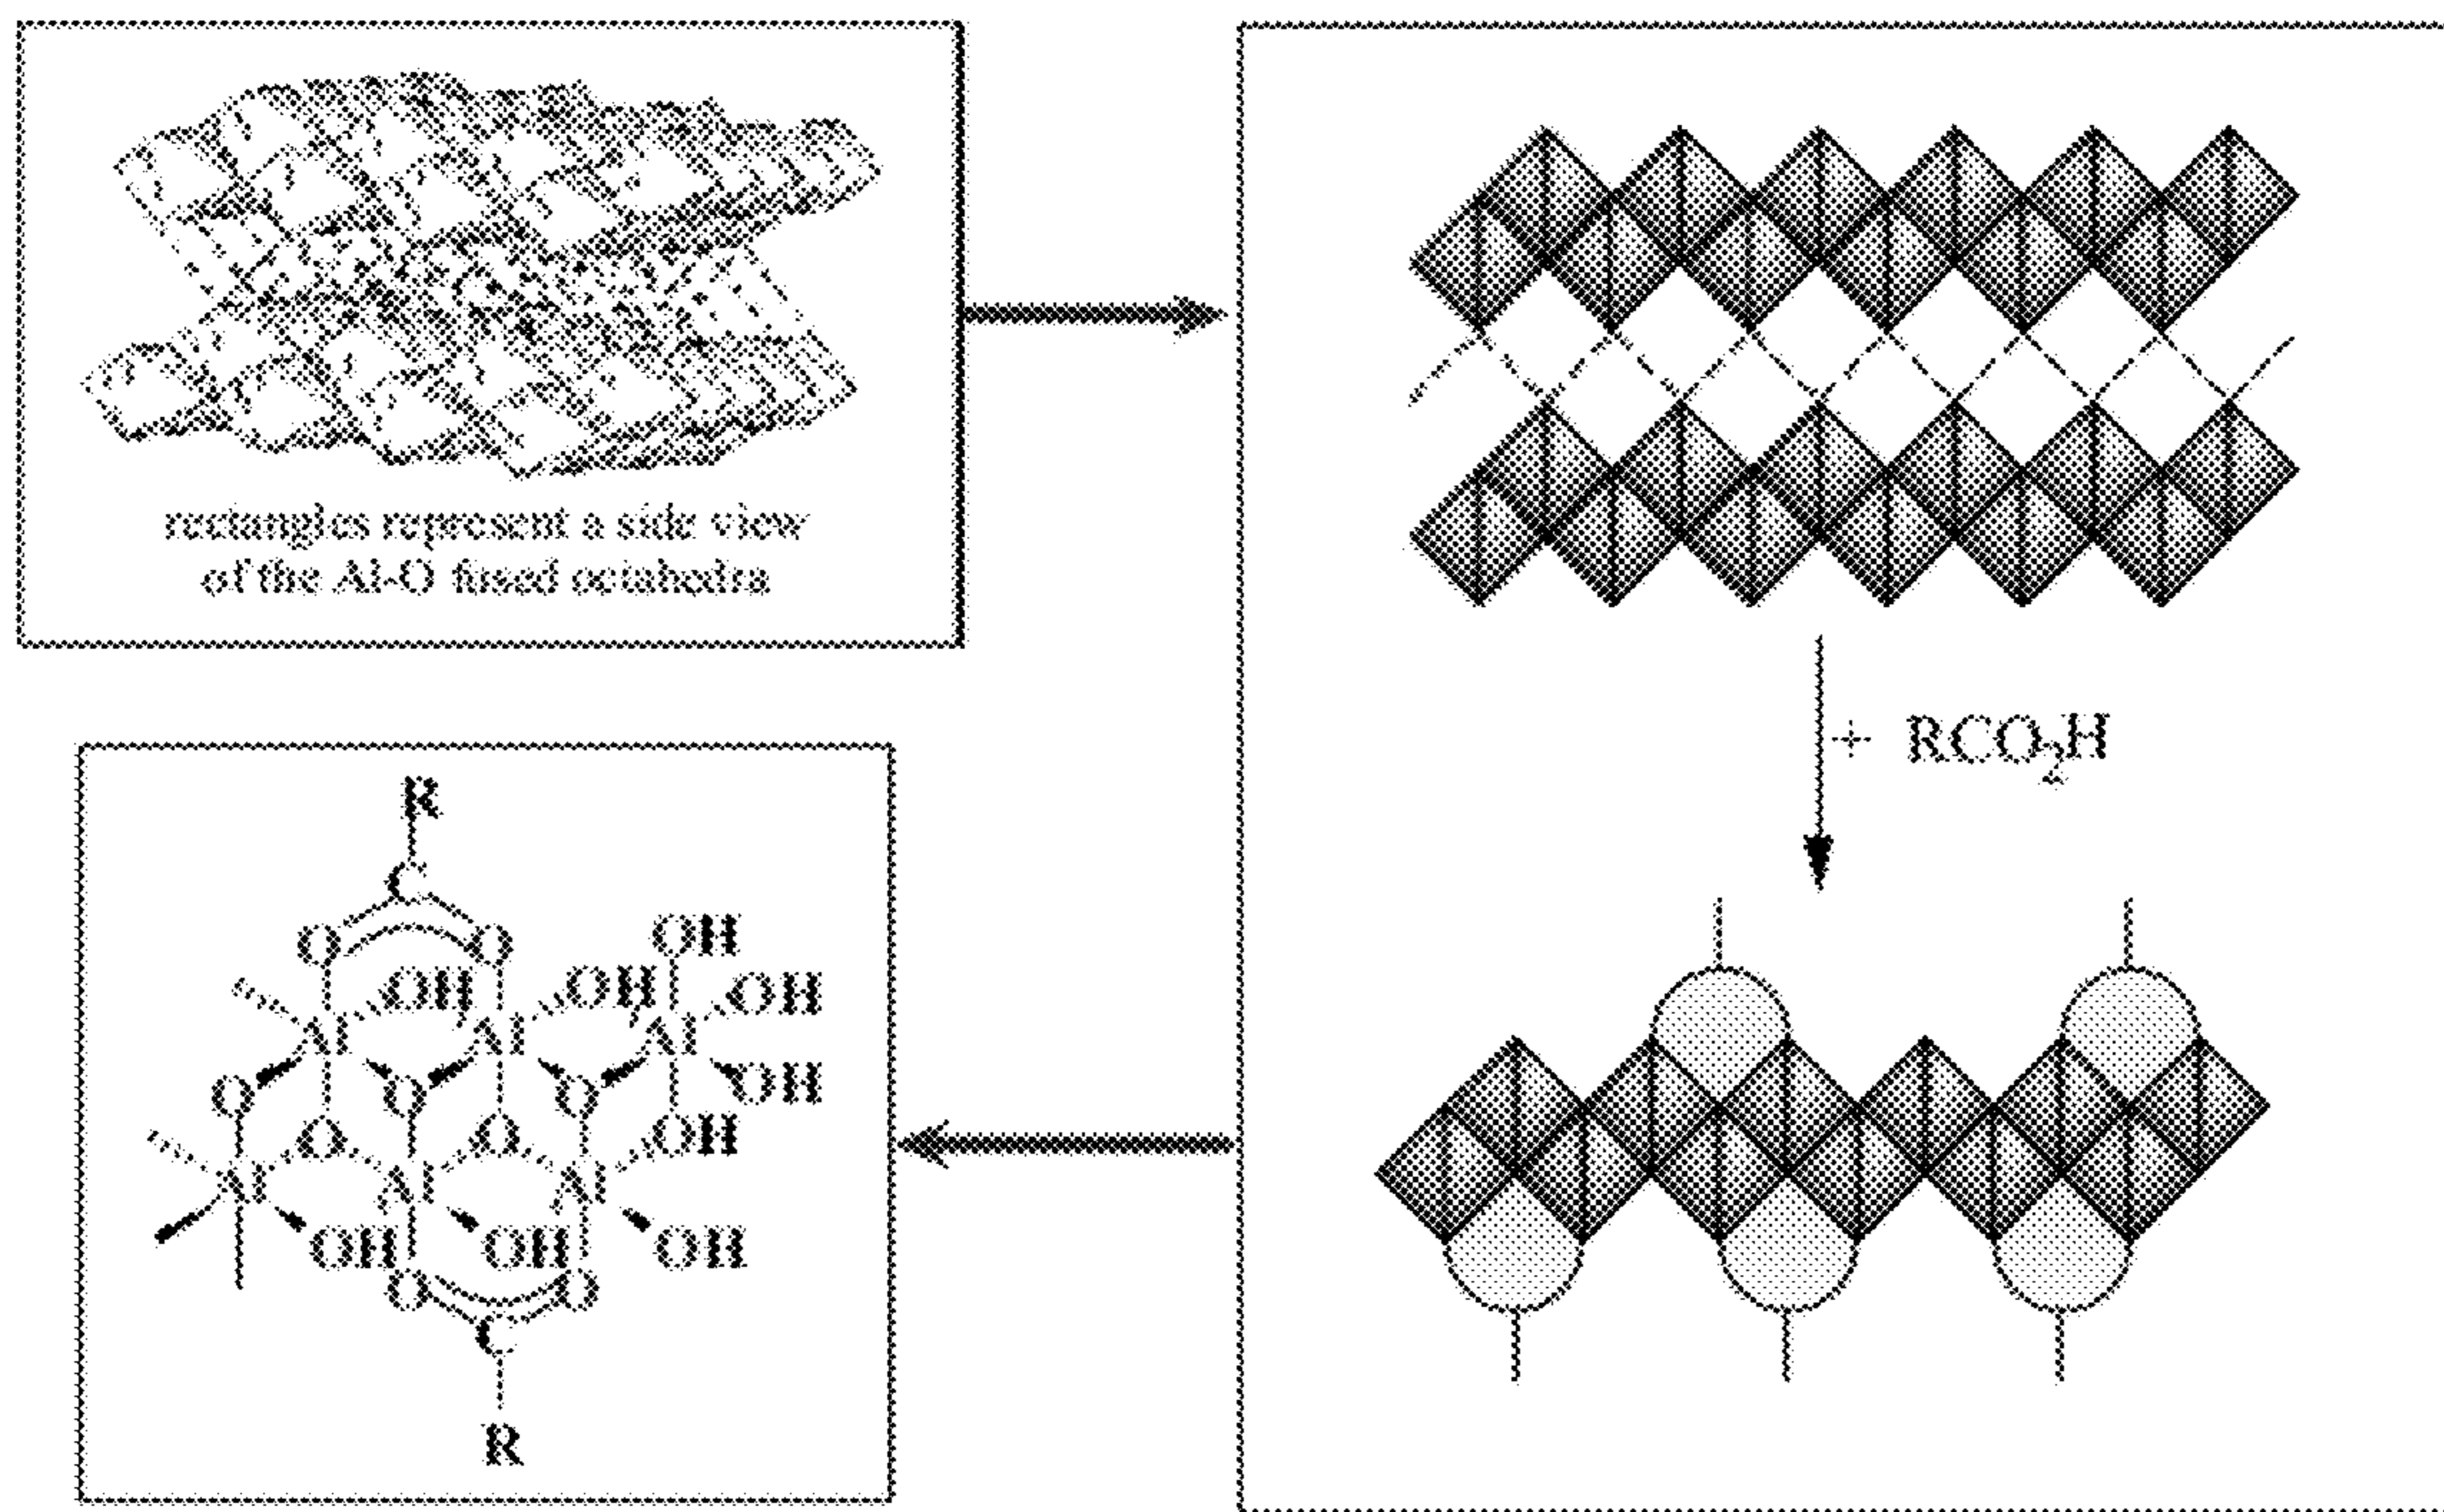 rectangles represent a side view
of the Al-O fused octahedra
+ RCO2H
R
C
O O OH
OH OH OH
Al Al Al
O O O OH
O O OH
Al Al Al
OH OH OH
O O
C
R